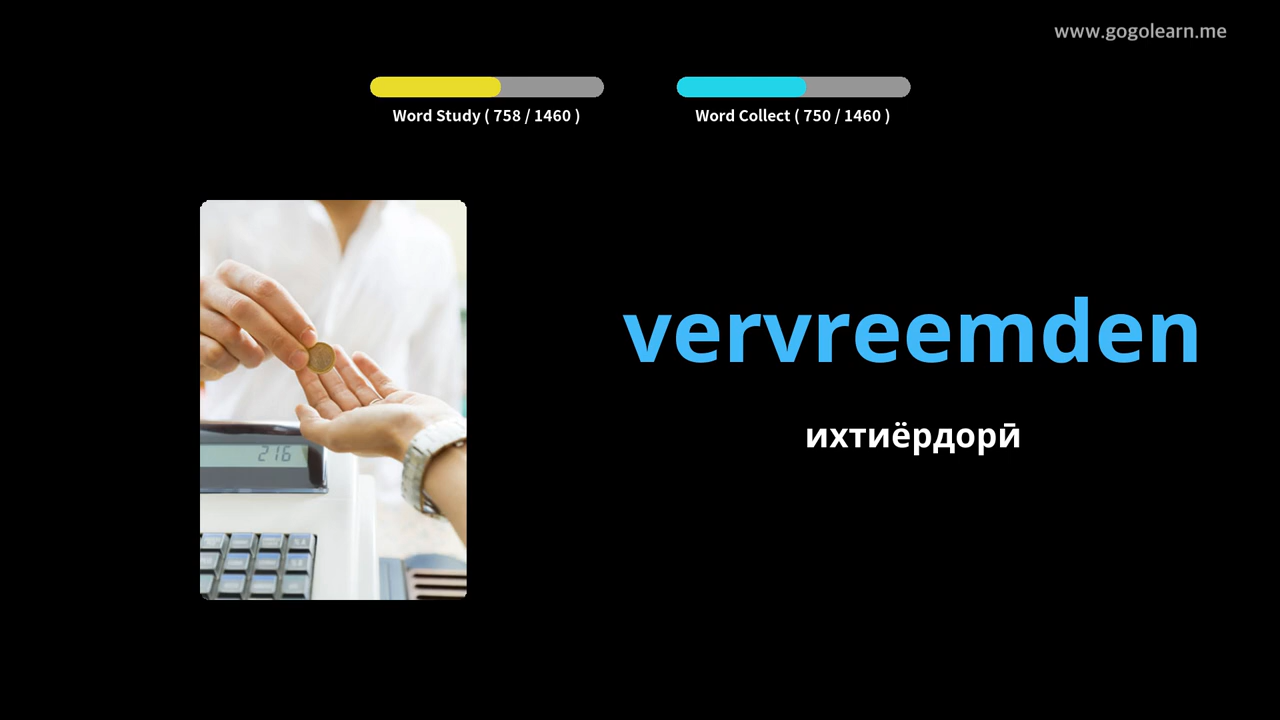 www.gogolearn.me
Word Study ( 758 / 1460 )
Word Collect ( 750 / 1460 )
vervreemden
ихтиёрдорӣ
216